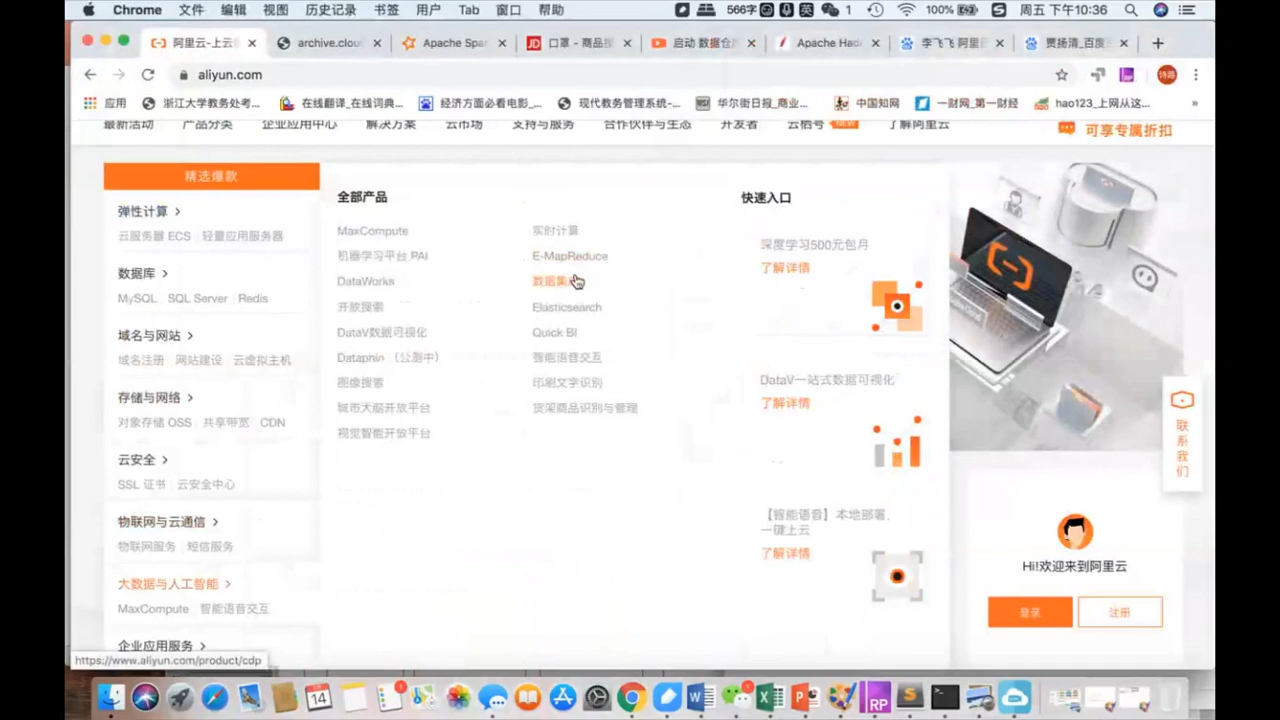 Chrome 文件 编辑 视图 历史记录 书签 用户 Tab 窗口 帮助 566字 英 1 100% 周五 下午10:36
阿里云-上云 archive.clou Apache Spar 口罩 - 商品搜 启动 数据仓 Apache Had 李飞飞 阿里 贾扬清_百度
aliyun.com 诗路
应用 浙江大学教务处考... 在线翻译_在线词典... 经济方面必看电影_... 现代教务管理系统-... 华尔街日报_商业... 中国知网 一财网_第一财经 hao123_上网从这... »
最新活动 产品分类 企业应用中心 解决方案 云市场 支持与服务 合作伙伴与生态 开发者 云栖号 NEW 了解阿里云 可享专属折扣
精选爆款
弹性计算 >
云服务器 ECS 轻量应用服务器
数据库 >
MySQL SQL Server Redis
域名与网站 >
域名注册 网站建设 云虚拟主机
存储与网络 >
对象存储 OSS 共享带宽 CDN
云安全 >
SSL 证书 云安全中心
物联网与云通信 >
物联网服务 短信服务
大数据与人工智能 >
MaxCompute 智能语音交互
企业应用服务 >
全部产品
MaxCompute 实时计算
机器学习平台 PAI E-MapReduce
DataWorks 数据集
开放搜索 Elasticsearch
DataV数据可视化 Quick BI
Dataphin （公测中） 智能语音交互
图像搜索 印刷文字识别
城市大脑开放平台 货架商品识别与管理
视觉智能开放平台
快速入口
深度学习500元包月
了解详情
DataV一站式数据可视化
了解详情
【智能语音】本地部署、
一键上云
了解详情
联系我们
Hi!欢迎来到阿里云
登录 注册
https://www.aliyun.com/product/cdp
14
RP